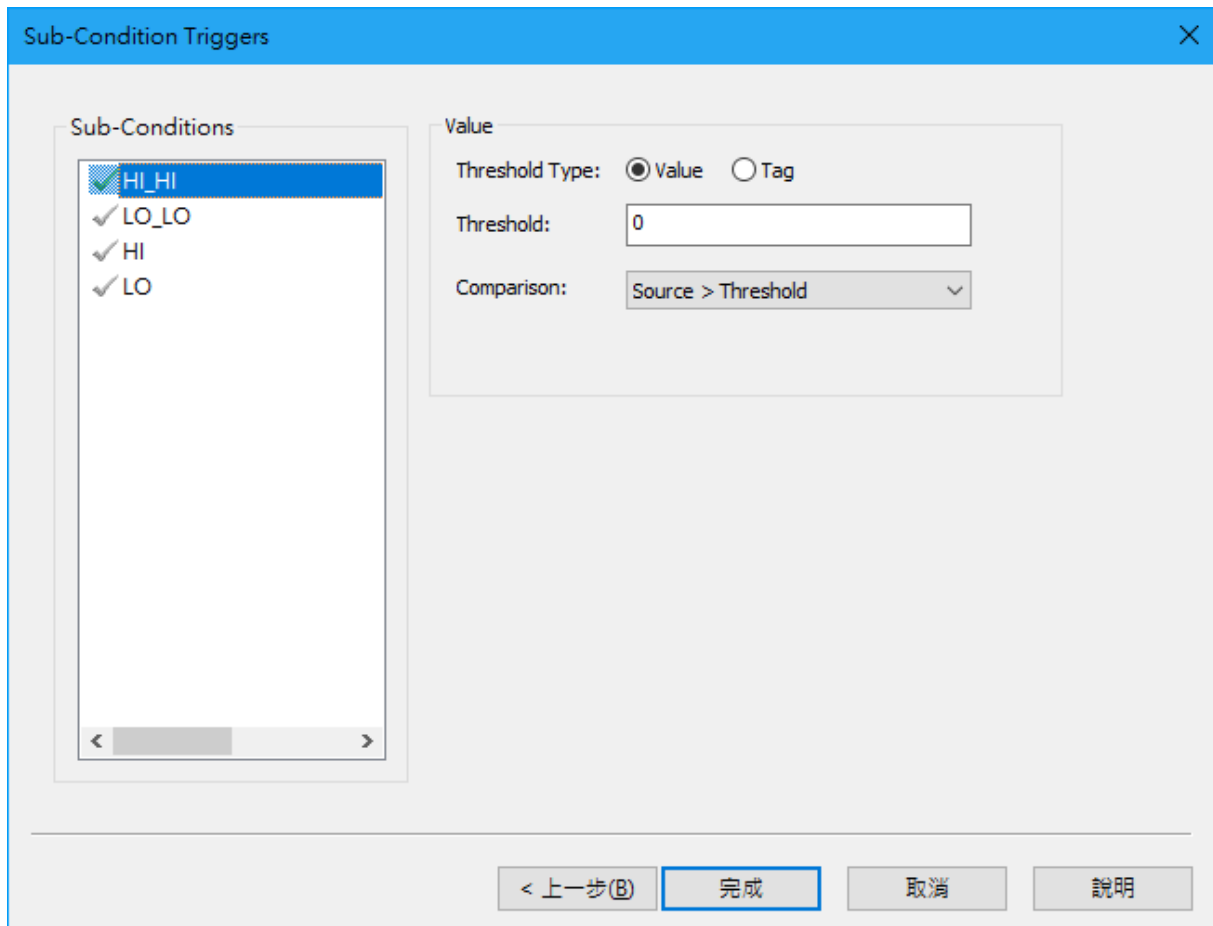 Sub-Condition Triggers
Sub-Conditions
HI_HI
LO_LO
HI
LO
Value
Threshold Type: Value Tag
Threshold: 0
Comparison: Source > Threshold
< 上一步(B) 完成 取消 說明